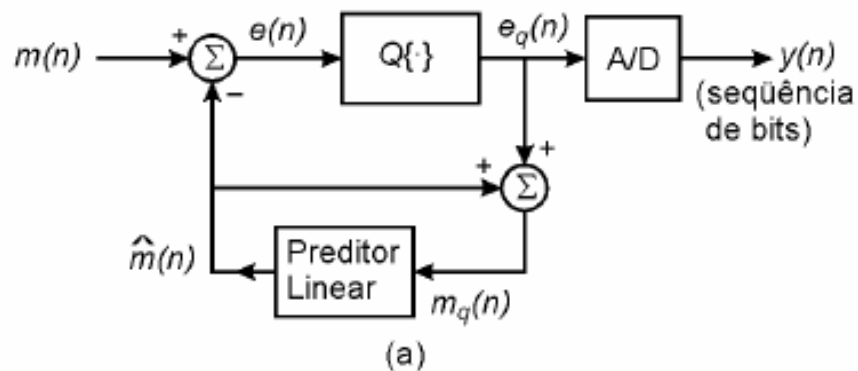 m(n)
+
Σ
−
e(n)
Q{·}
e_q(n)
A/D
y(n)
(seqüência
de bits)
+
+
Σ
m̂(n)
Preditor
Linear
m_q(n)
(a)